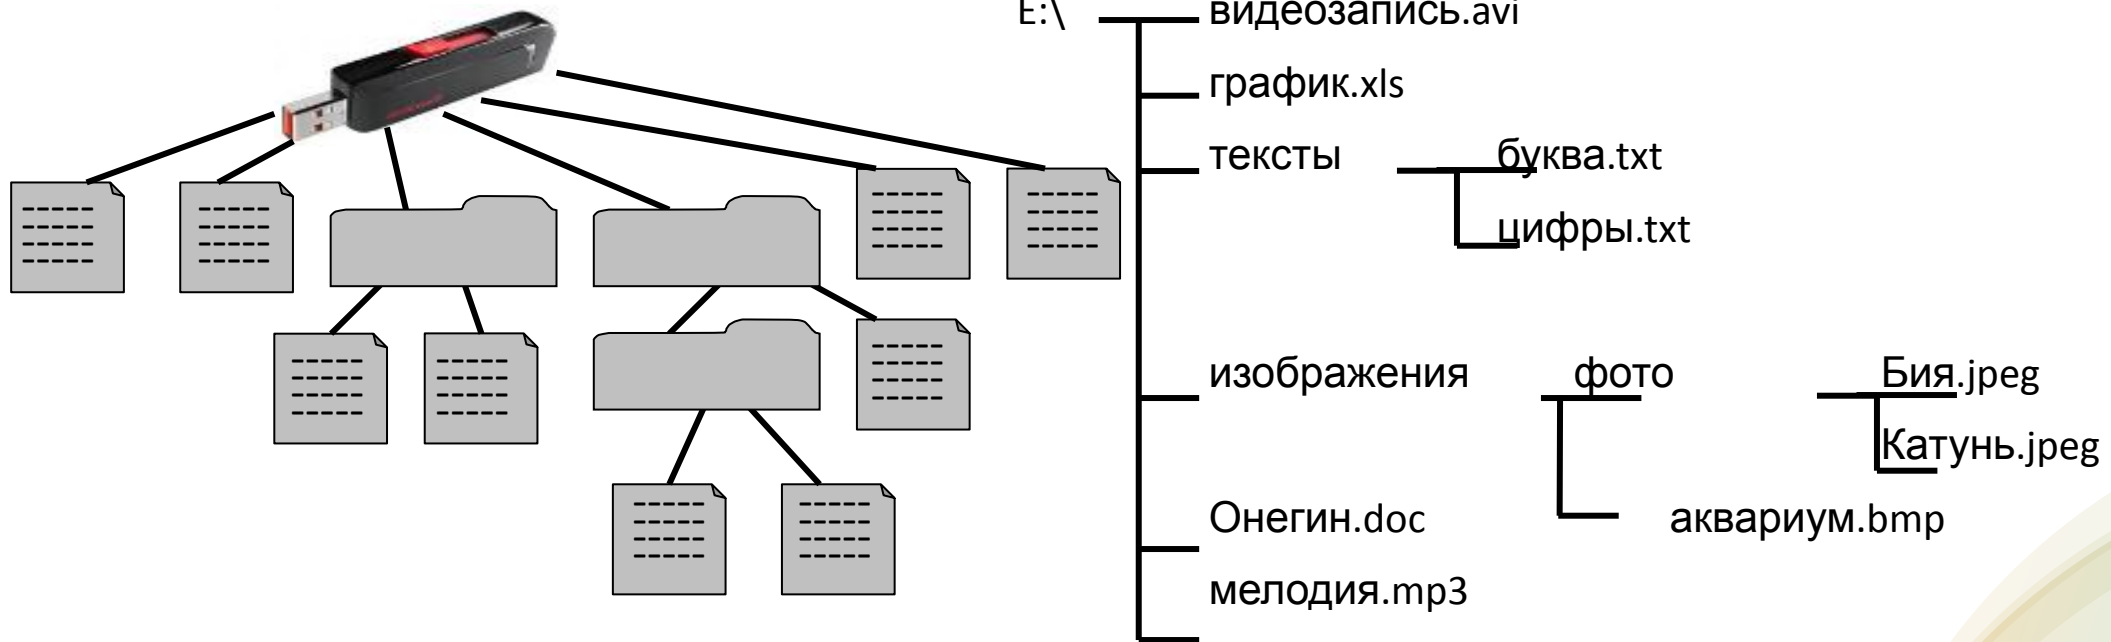 E:\ видеозапись.avi
график.xls
тексты буква.txt
цифры.txt
изображения фото Бия.jpeg
Катунь.jpeg
Онегин.doc аквариум.bmp
мелодия.mp3